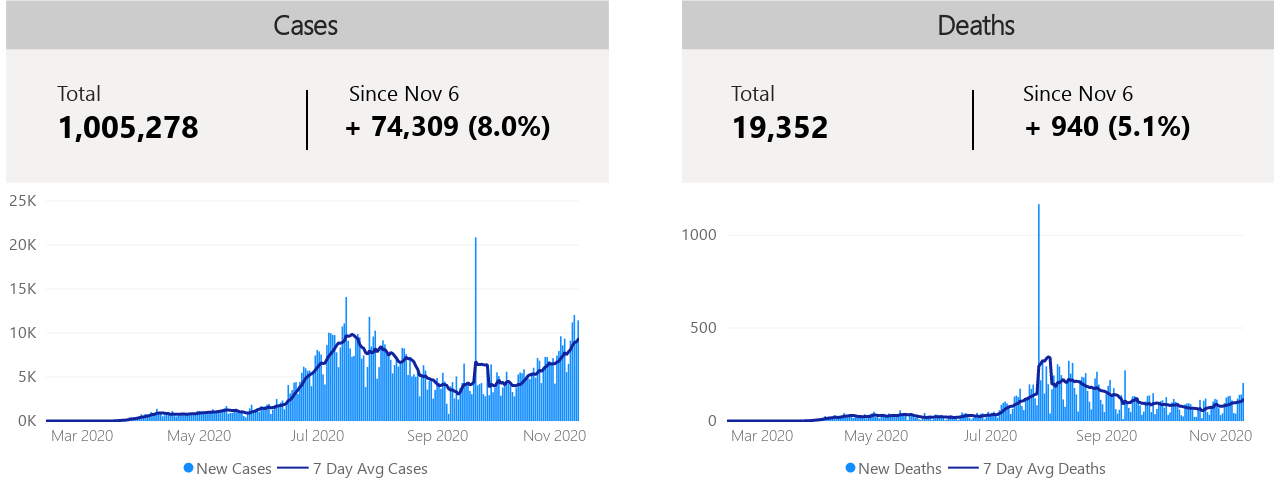 Cases
Total
Since Nov 6
1,005,278
+ 74,309 (8.0%)
25K
20K
15K
10K
5K
0K
Mar 2020 May 2020 Jul 2020 Sep 2020 Nov 2020
New Cases 7 Day Avg Cases
Deaths
Total
Since Nov 6
19,352
+ 940 (5.1%)
1000
500
0
Mar 2020 May 2020 Jul 2020 Sep 2020 Nov 2020
New Deaths 7 Day Avg Deaths